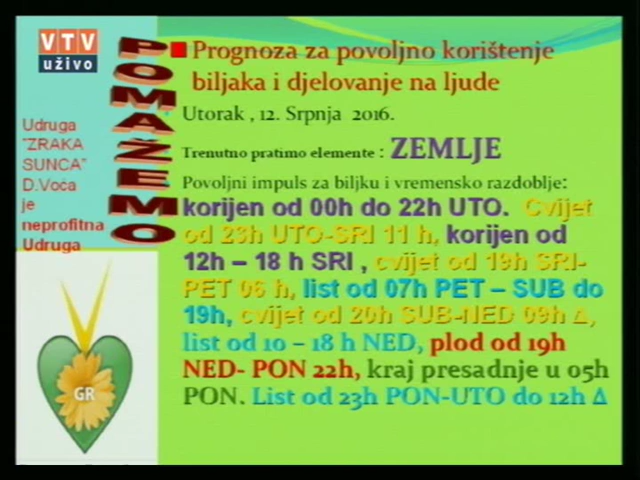 VTV
uživo
POMAŽEMO
Udruga
"ZRAKA
SUNCA"
D.Voća
je
neprofitna
Udruga
GR
Prognoza za povoljno korištenje
biljaka i djelovanje na ljude
Utorak , 12. Srpnja 2016.
Trenutno pratimo elemente : ZEMLJE
Povoljni impuls za biljku i vremensko razdoblje:
korijen od 00h do 22h UTO. Cvijet
od 23h UTO-SRI 11 h, korijen od
12h – 18 h SRI , cvijet od 19h SRI-
PET 06 h, list od 07h PET – SUB do
19h, cvijet od 20h SUB-NED 09h Δ,
list od 10 – 18 h NED, plod od 19h
NED- PON 22h, kraj presadnje u 05h
PON. List od 23h PON-UTO do 12h Δ